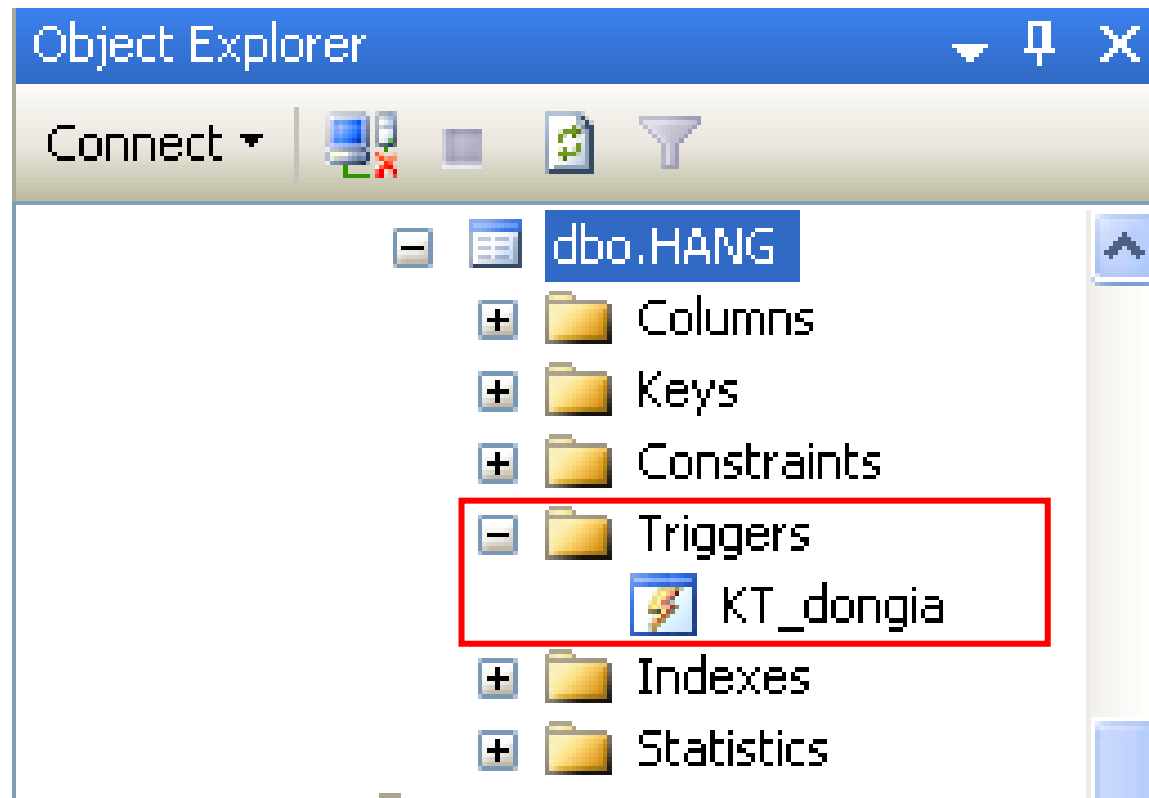 Object Explorer
Connect
dbo.HANG
Columns
Keys
Constraints
Triggers
KT_dongia
Indexes
Statistics